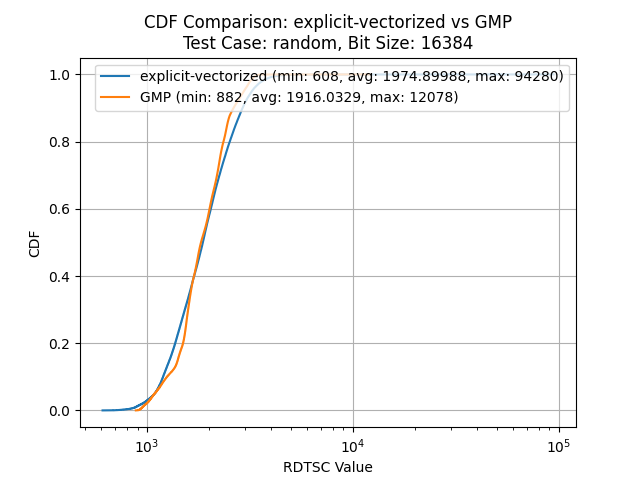 CDF Comparison: explicit-vectorized vs GMP
Test Case: random, Bit Size: 16384
explicit-vectorized (min: 608, avg: 1974.89988, max: 94280)
GMP (min: 882, avg: 1916.0329, max: 12078)
1.0
0.8
0.6
0.4
0.2
0.0
CDF
10³
10⁴
10⁵
RDTSC Value